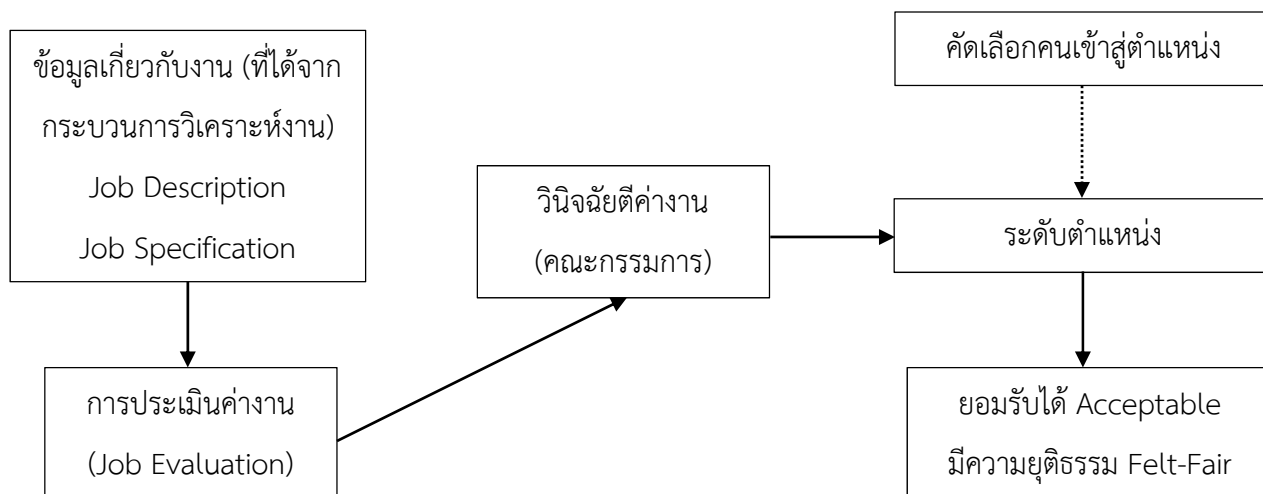 ข้อมูลเกี่ยวกับงาน (ที่ได้จาก
กระบวนการวิเคราะห์งาน)
Job Description
Job Specification
การประเมินค่างาน
(Job Evaluation)
วินิจฉัยตีค่างาน
(คณะกรรมการ)
คัดเลือกคนเข้าสู่ตำแหน่ง
ระดับตำแหน่ง
ยอมรับได้ Acceptable
มีความยุติธรรม Felt-Fair